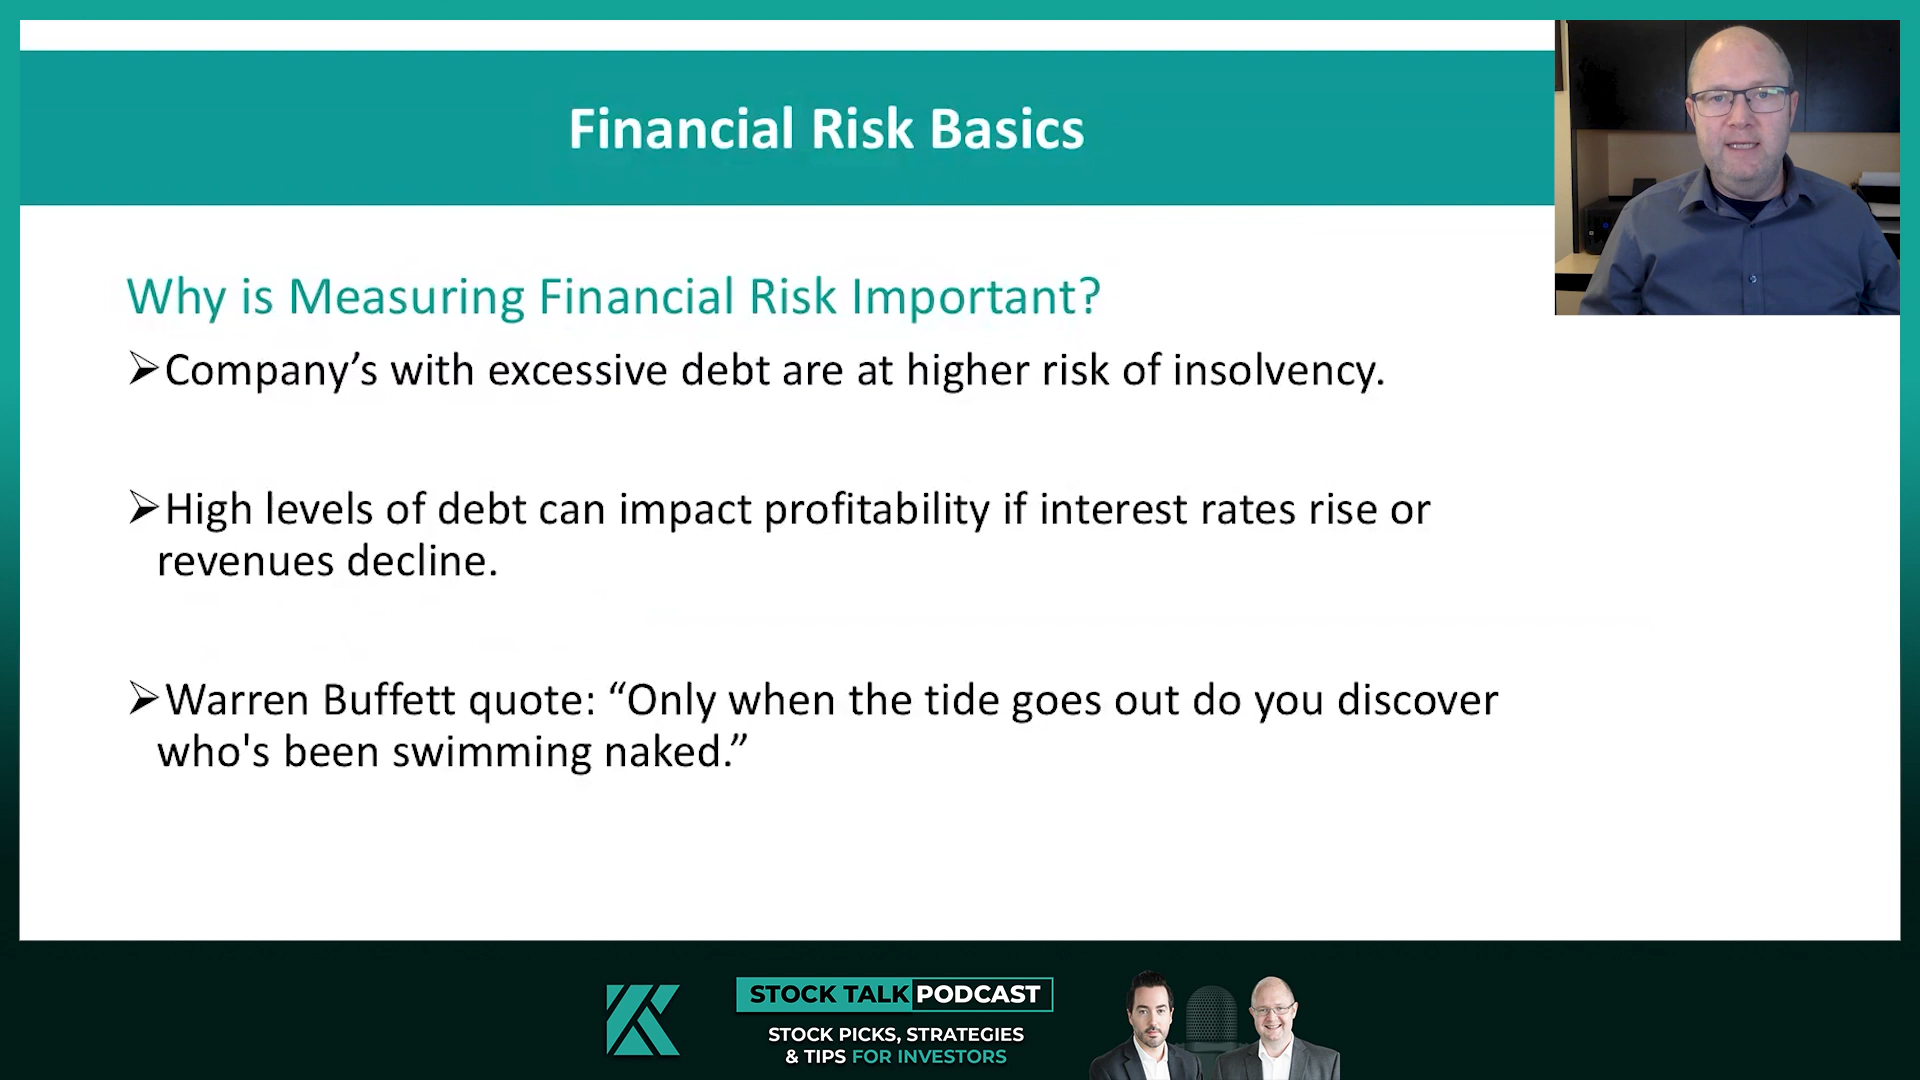 Financial Risk Basics
Why is Measuring Financial Risk Important?
➢Company’s with excessive debt are at higher risk of insolvency.
➢High levels of debt can impact profitability if interest rates rise or
revenues decline.
➢Warren Buffett quote: “Only when the tide goes out do you discover
who's been swimming naked.”
STOCK TALK PODCAST
STOCK PICKS, STRATEGIES
& TIPS FOR INVESTORS